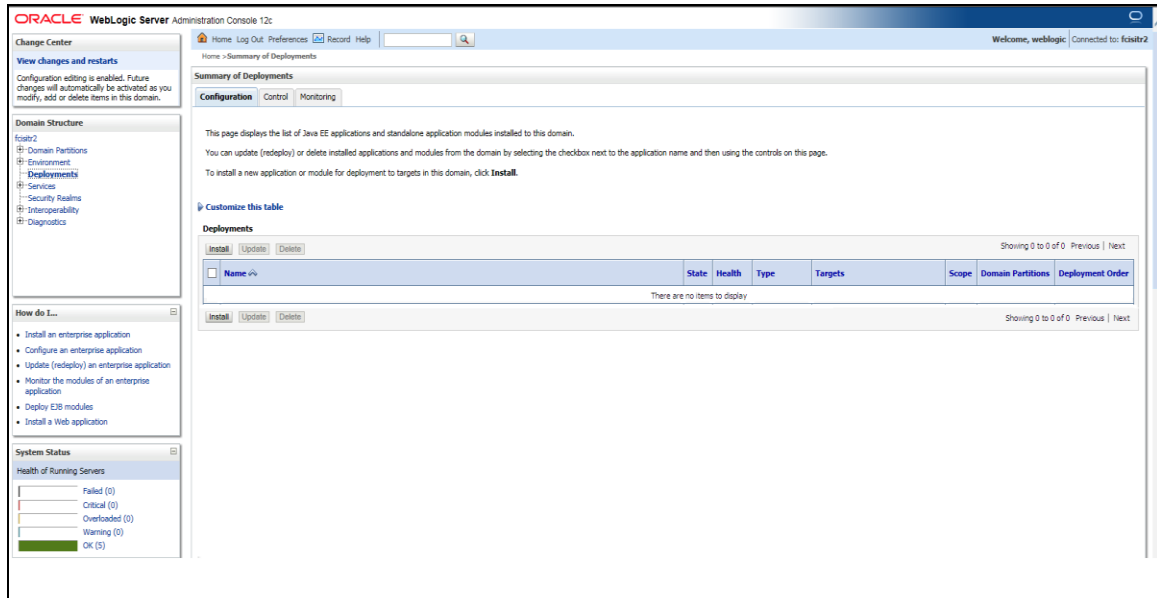 ORACLE WebLogic Server Administration Console 12c
Change Center
View changes and restarts
Configuration editing is enabled. Future
changes will automatically be activated as you
modify, add or delete items in this domain.
Domain Structure
fcisitr2
Domain Partitions
Environment
Deployments
Services
Security Realms
Interoperability
Diagnostics
How do I...
Install an enterprise application
Configure an enterprise application
Update (redeploy) an enterprise application
Monitor the modules of an enterprise
application
Deploy EJB modules
Install a Web application
System Status
Health of Running Servers
Failed (0)
Critical (0)
Overloaded (0)
Warning (0)
OK (5)
Home Log Out Preferences Record Help
Welcome, weblogic Connected to: fcisitr2
Home >Summary of Deployments
Summary of Deployments
Configuration Control Monitoring
This page displays the list of Java EE applications and standalone application modules installed to this domain.
You can update (redeploy) or delete installed applications and modules from the domain by selecting the checkbox next to the application name and then using the controls on this page.
To install a new application or module for deployment to targets in this domain, click Install.
Customize this table
Deployments
Install Update Delete Showing 0 to 0 of 0 Previous | Next
Name State Health Type Targets Scope Domain Partitions Deployment Order
There are no items to display
Install Update Delete Showing 0 to 0 of 0 Previous | Next